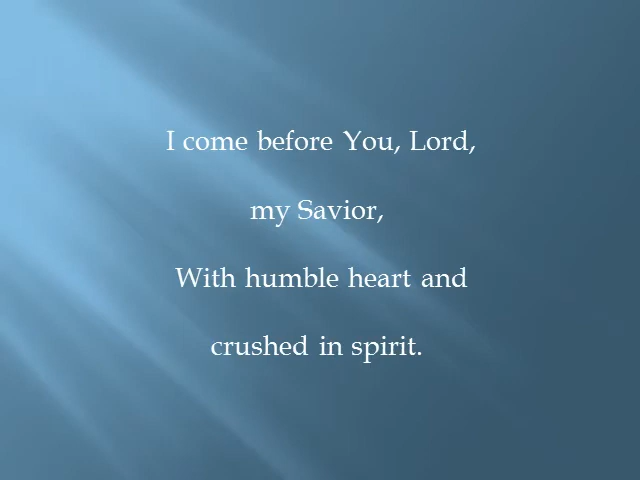 I come before You, Lord,
my Savior,
With humble heart and
crushed in spirit.